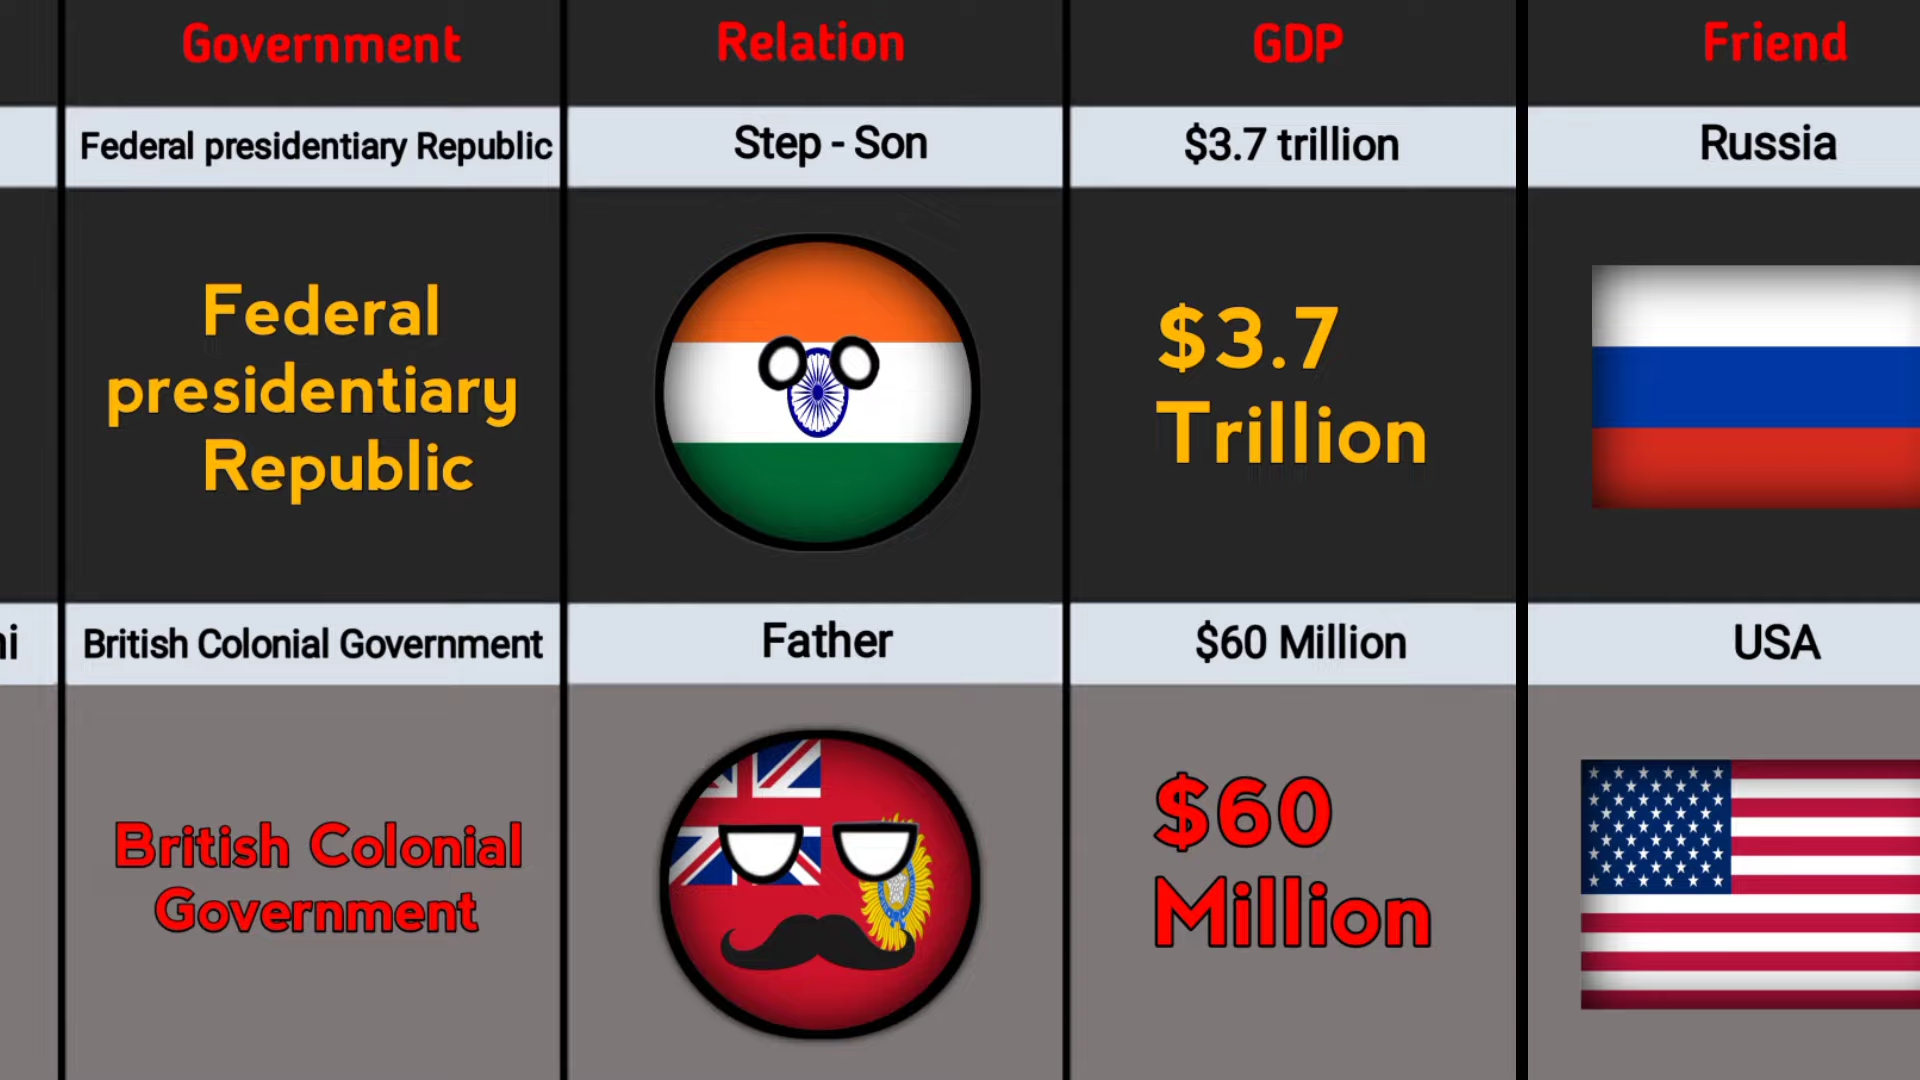 Government
Relation
GDP
Friend
Federal presidentiary Republic
Step - Son
$3.7 trillion
Russia
Federal
presidentiary
Republic
$3.7
Trillion
British Colonial Government
Father
$60 Million
USA
British Colonial
Government
$60
Million